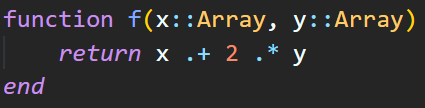 function f(x::Array, y::Array)
    return x .+ 2 .* y
end